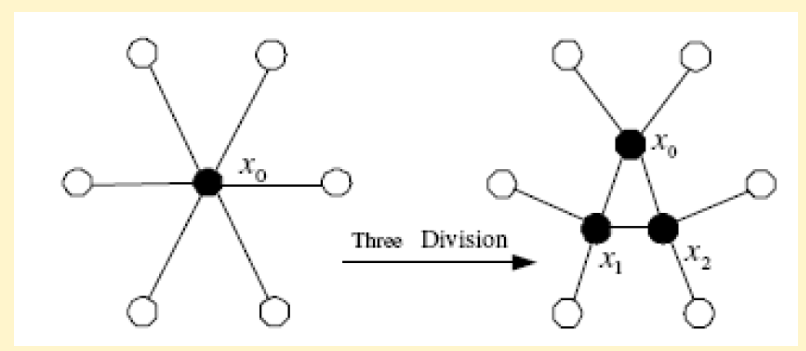 x₀
x₀
Three Division
x₁
x₂